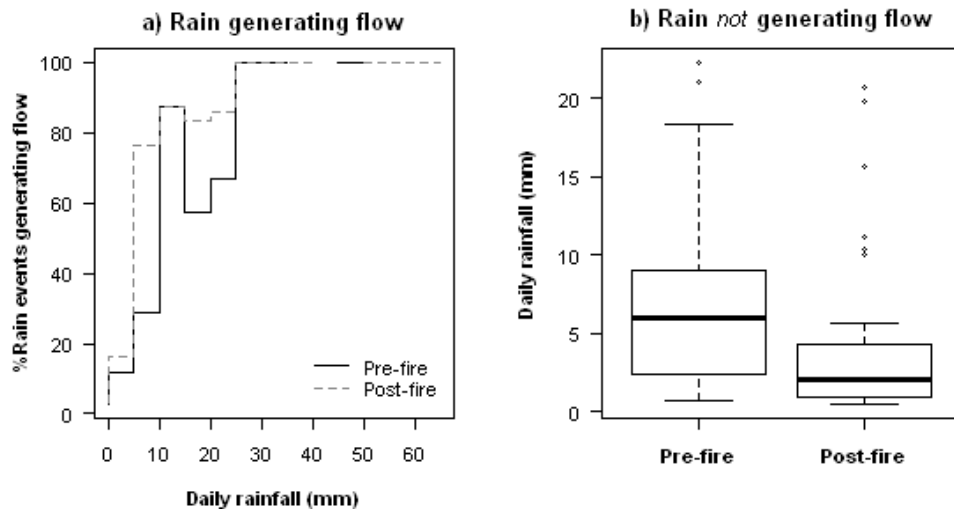 a) Rain generating flow
%Rain events generating flow
100
80
60
40
20
0
Pre-fire
Post-fire
0 10 20 30 40 50 60
Daily rainfall (mm)
b) Rain not generating flow
Daily rainfall (mm)
20
15
10
5
0
Pre-fire Post-fire